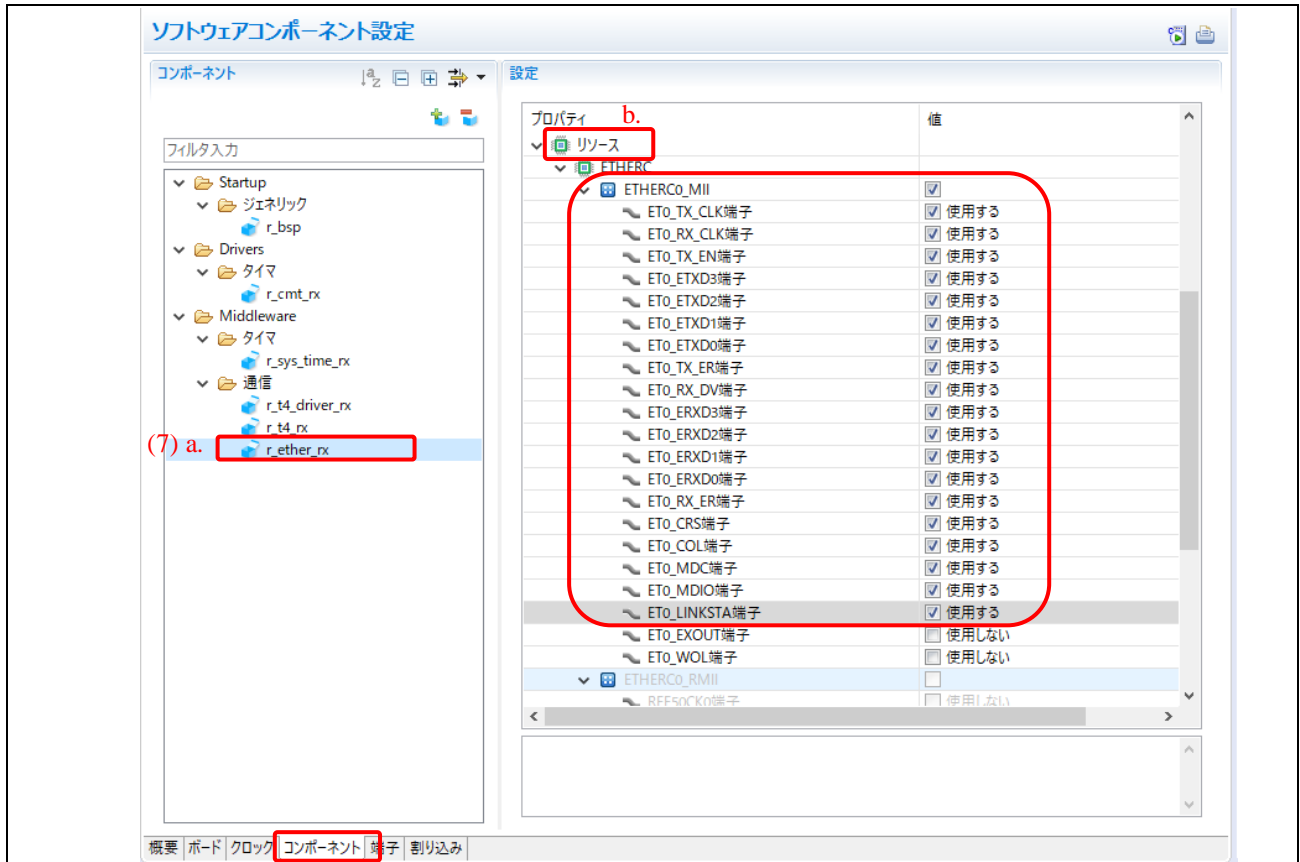 ソフトウェアコンポーネント設定
コンポーネント
設定
フィルタ入力
Startup
ジェネリック
r_bsp
Drivers
タイマ
r_cmt_rx
Middleware
タイマ
r_sys_time_rx
通信
r_t4_driver_rx
r_t4_rx
(7) a.
r_ether_rx
b.
プロパティ 値
リソース
ETHERC
ETHERC0_MII
ET0_TX_CLK端子 使用する
ET0_RX_CLK端子 使用する
ET0_TX_EN端子 使用する
ET0_ETXD3端子 使用する
ET0_ETXD2端子 使用する
ET0_ETXD1端子 使用する
ET0_ETXD0端子 使用する
ET0_TX_ER端子 使用する
ET0_RX_DV端子 使用する
ET0_ERXD3端子 使用する
ET0_ERXD2端子 使用する
ET0_ERXD1端子 使用する
ET0_ERXD0端子 使用する
ET0_RX_ER端子 使用する
ET0_CRS端子 使用する
ET0_COL端子 使用する
ET0_MDC端子 使用する
ET0_MDIO端子 使用する
ET0_LINKSTA端子 使用する
ET0_EXOUT端子 使用しない
ET0_WOL端子 使用しない
ETHERC0_RMII
REF50CK0端子 使用しない
概要 ボード クロック コンポーネント 端子 割り込み